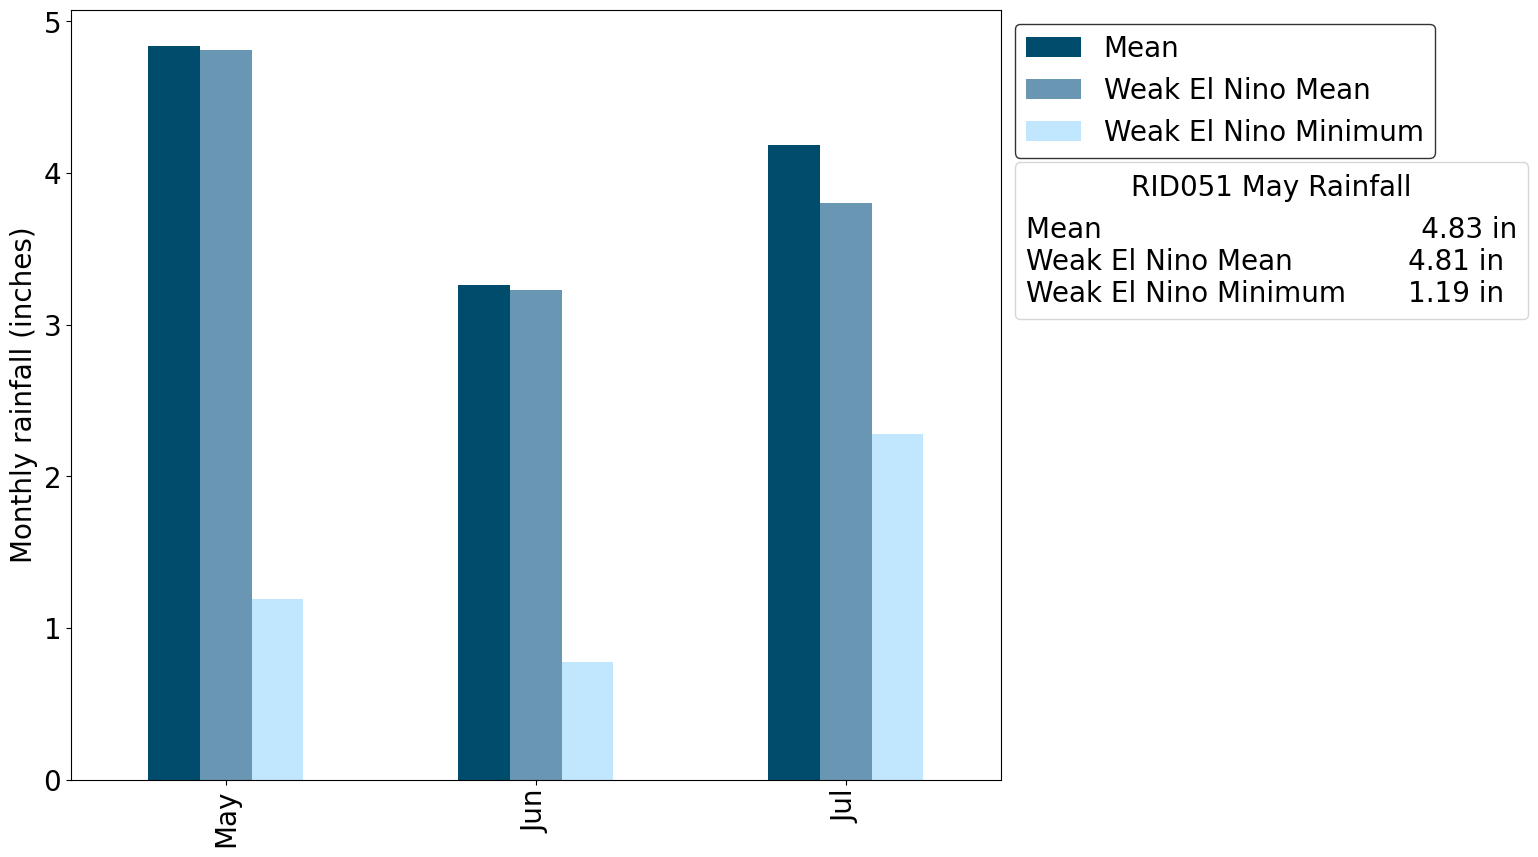 5
4
3
2
1
0
Monthly rainfall (inches)
May
Jun
Jul
Mean
Weak El Nino Mean
Weak El Nino Minimum
RID051 May Rainfall
Mean 4.83 in
Weak El Nino Mean 4.81 in
Weak El Nino Minimum 1.19 in